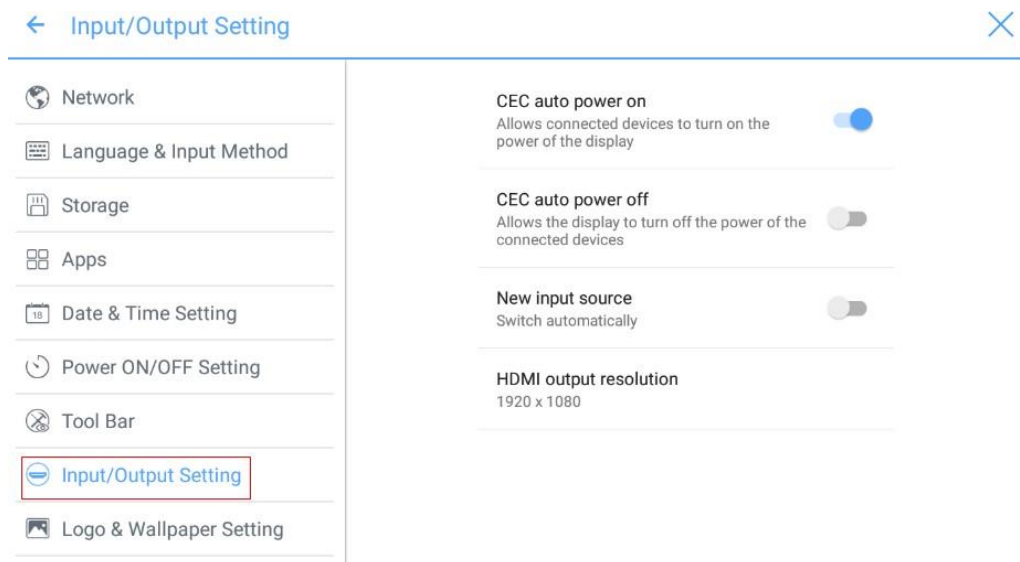 Input/Output Setting
Network
Language & Input Method
Storage
Apps
18
Date & Time Setting
Power ON/OFF Setting
Tool Bar
Input/Output Setting
Logo & Wallpaper Setting
CEC auto power on
Allows connected devices to turn on the
power of the display
CEC auto power off
Allows the display to turn off the power of the
connected devices
New input source
Switch automatically
HDMI output resolution
1920 x 1080